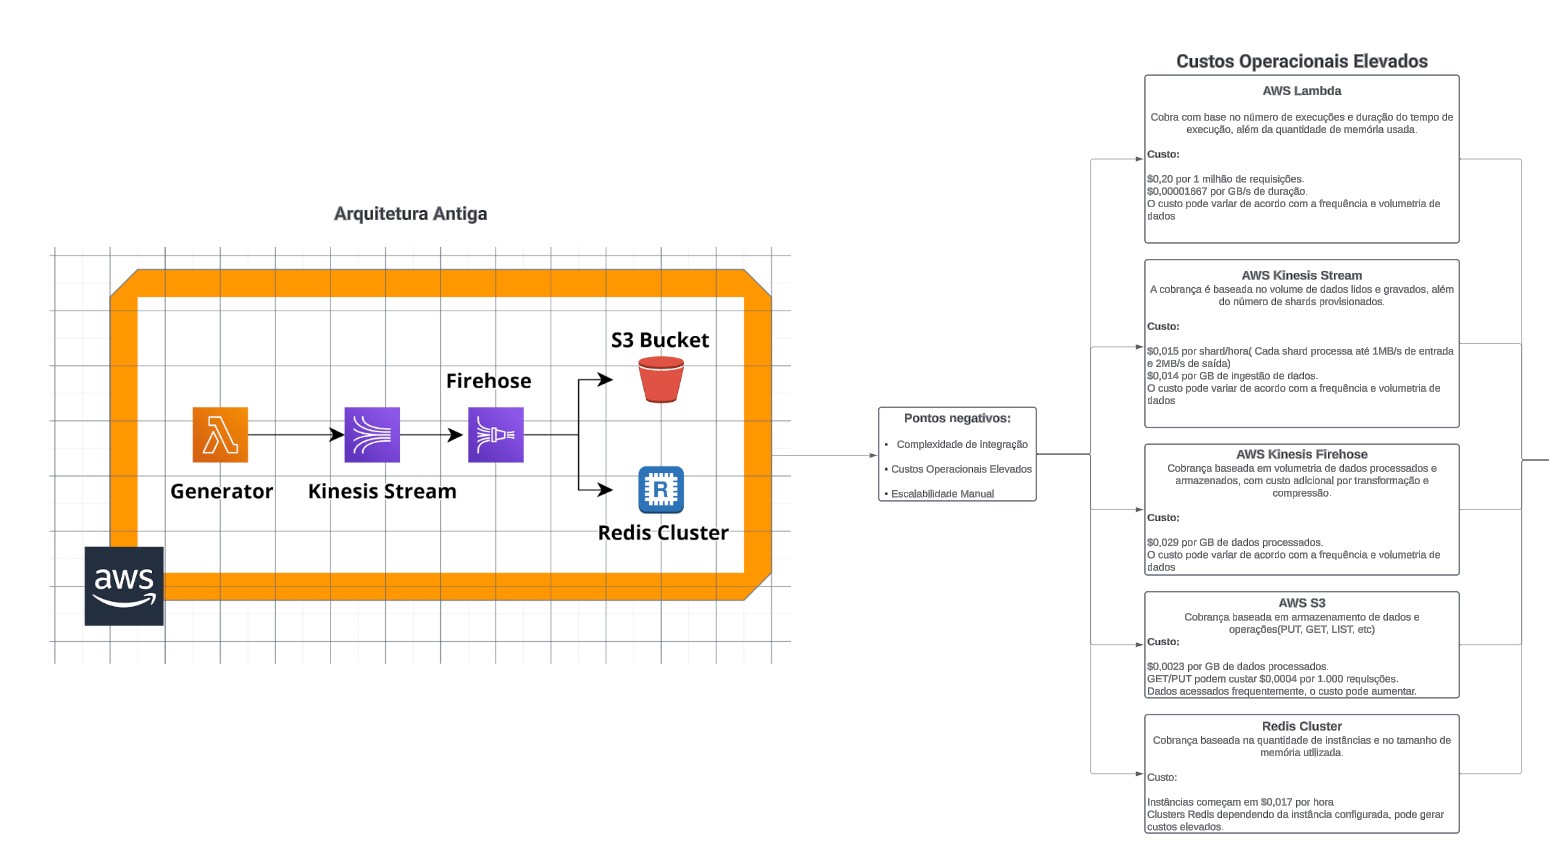 Arquitetura Antiga
S3 Bucket
Firehose
Generator
Kinesis Stream
R
Redis Cluster
aws
Pontos negativos:
• Complexidade de integração
• Custos Operacionais Elevados
• Escalabilidade Manual
Custos Operacionais Elevados
AWS Lambda
Cobra com base no número de execuções e duração do tempo de
execução, além da quantidade de memória usada.
Custo:
$0,20 por 1 milhão de requisições.
$0,00001667 por GB/s de duração.
O custo pode variar de acordo com a frequência e volumetria de
dados
AWS Kinesis Stream
A cobrança é baseada no volume de dados lidos e gravados, além
do número de shards provisionados.
Custo:
$0,015 por shard/hora( Cada shard processa até 1MB/s de entrada
e 2MB/s de saída)
$0,014 por GB de ingestão de dados.
O custo pode variar de acordo com a frequência e volumetria de
dados
AWS Kinesis Firehose
Cobrança baseada em volumetria de dados processados e
armazenados, com custo adicional por transformação e
compressão.
Custo:
$0,029 por GB de dados processados.
O custo pode variar de acordo com a frequência e volumetria de
dados
AWS S3
Cobrança baseada em armazenamento de dados e
operações(PUT, GET, LIST, etc)
Custo:
$0,0023 por GB de dados processados.
GET/PUT podem custar $0,0004 por 1.000 requisções.
Dados acessados frequentemente, o custo pode aumentar.
Redis Cluster
Cobrança baseada na quantidade de instâncias e no tamanho de
memória utilizada.
Custo:
Instâncias começam em $0,017 por hora
Clusters Redis dependendo da instância configurada, pode gerar
custos elevados.